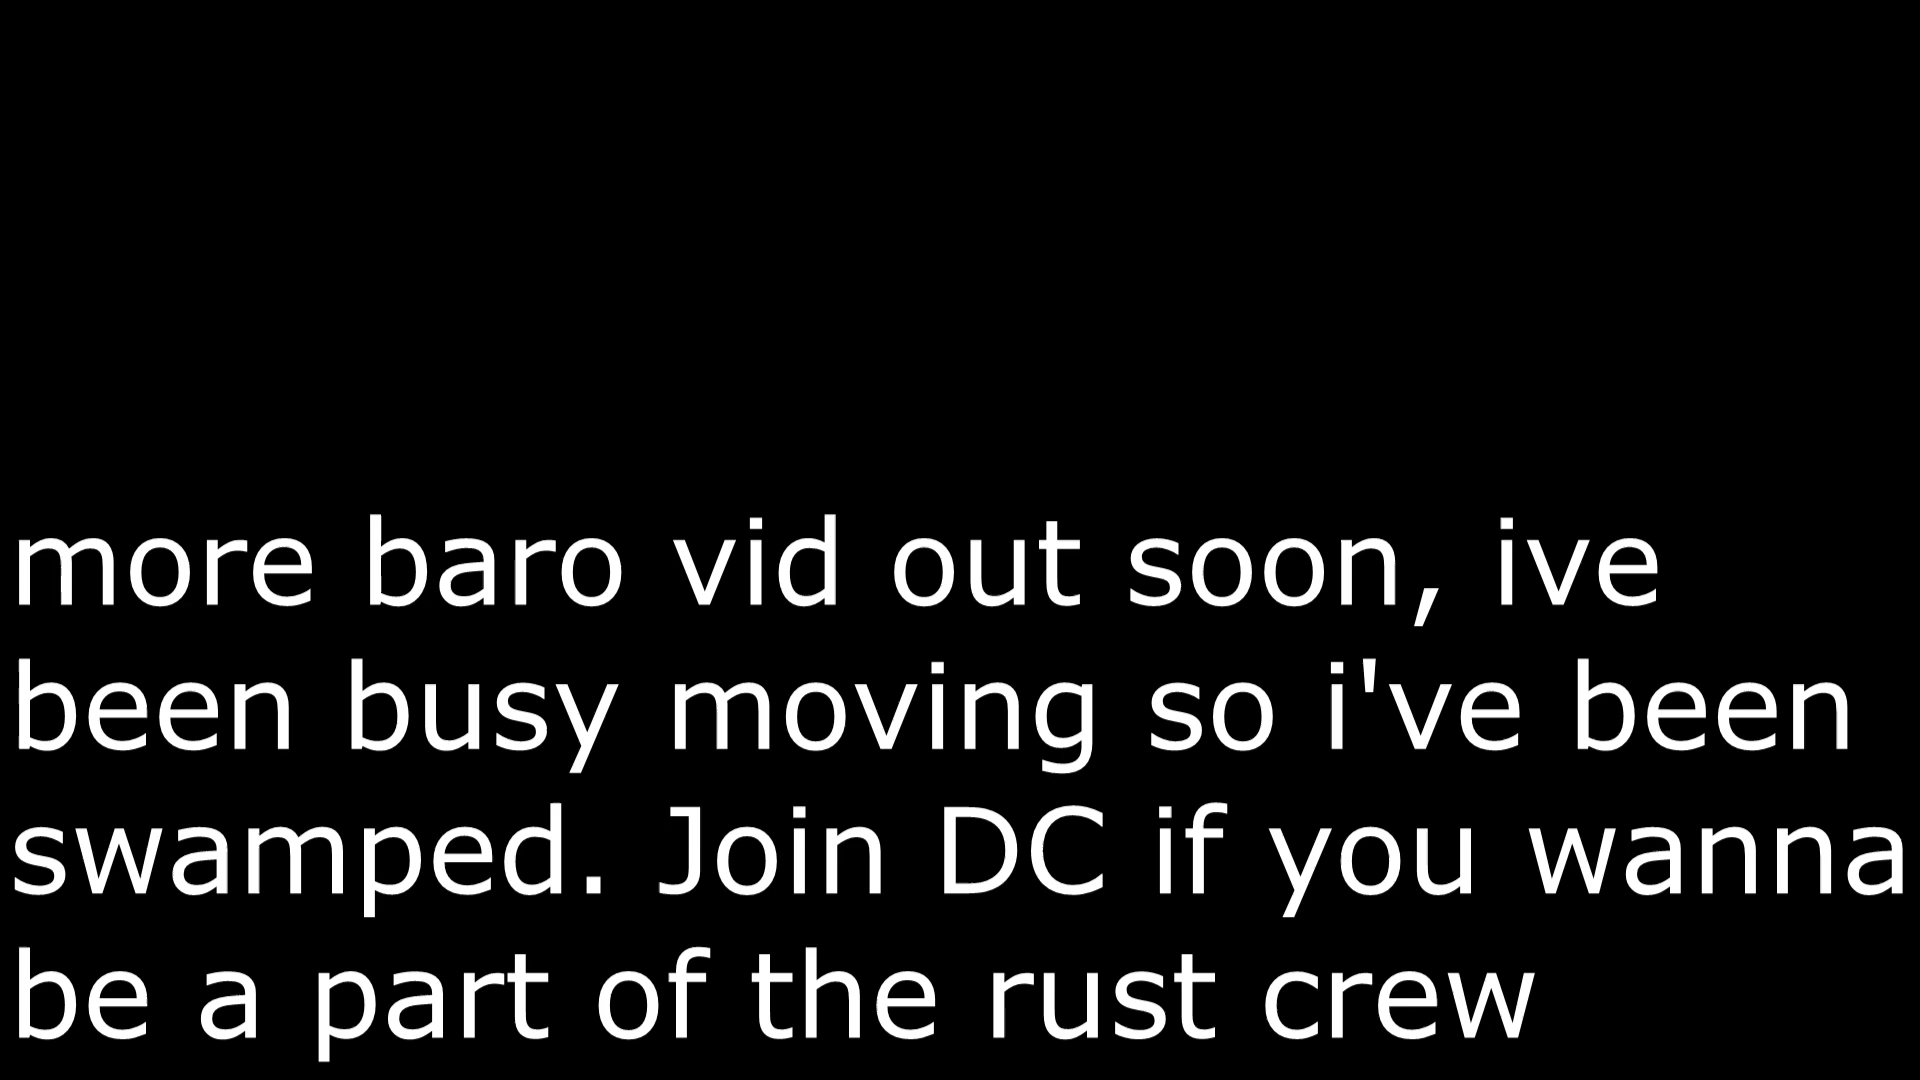 more baro vid out soon, ive
been busy moving so i've been
swamped. Join DC if you wanna
be a part of the rust crew